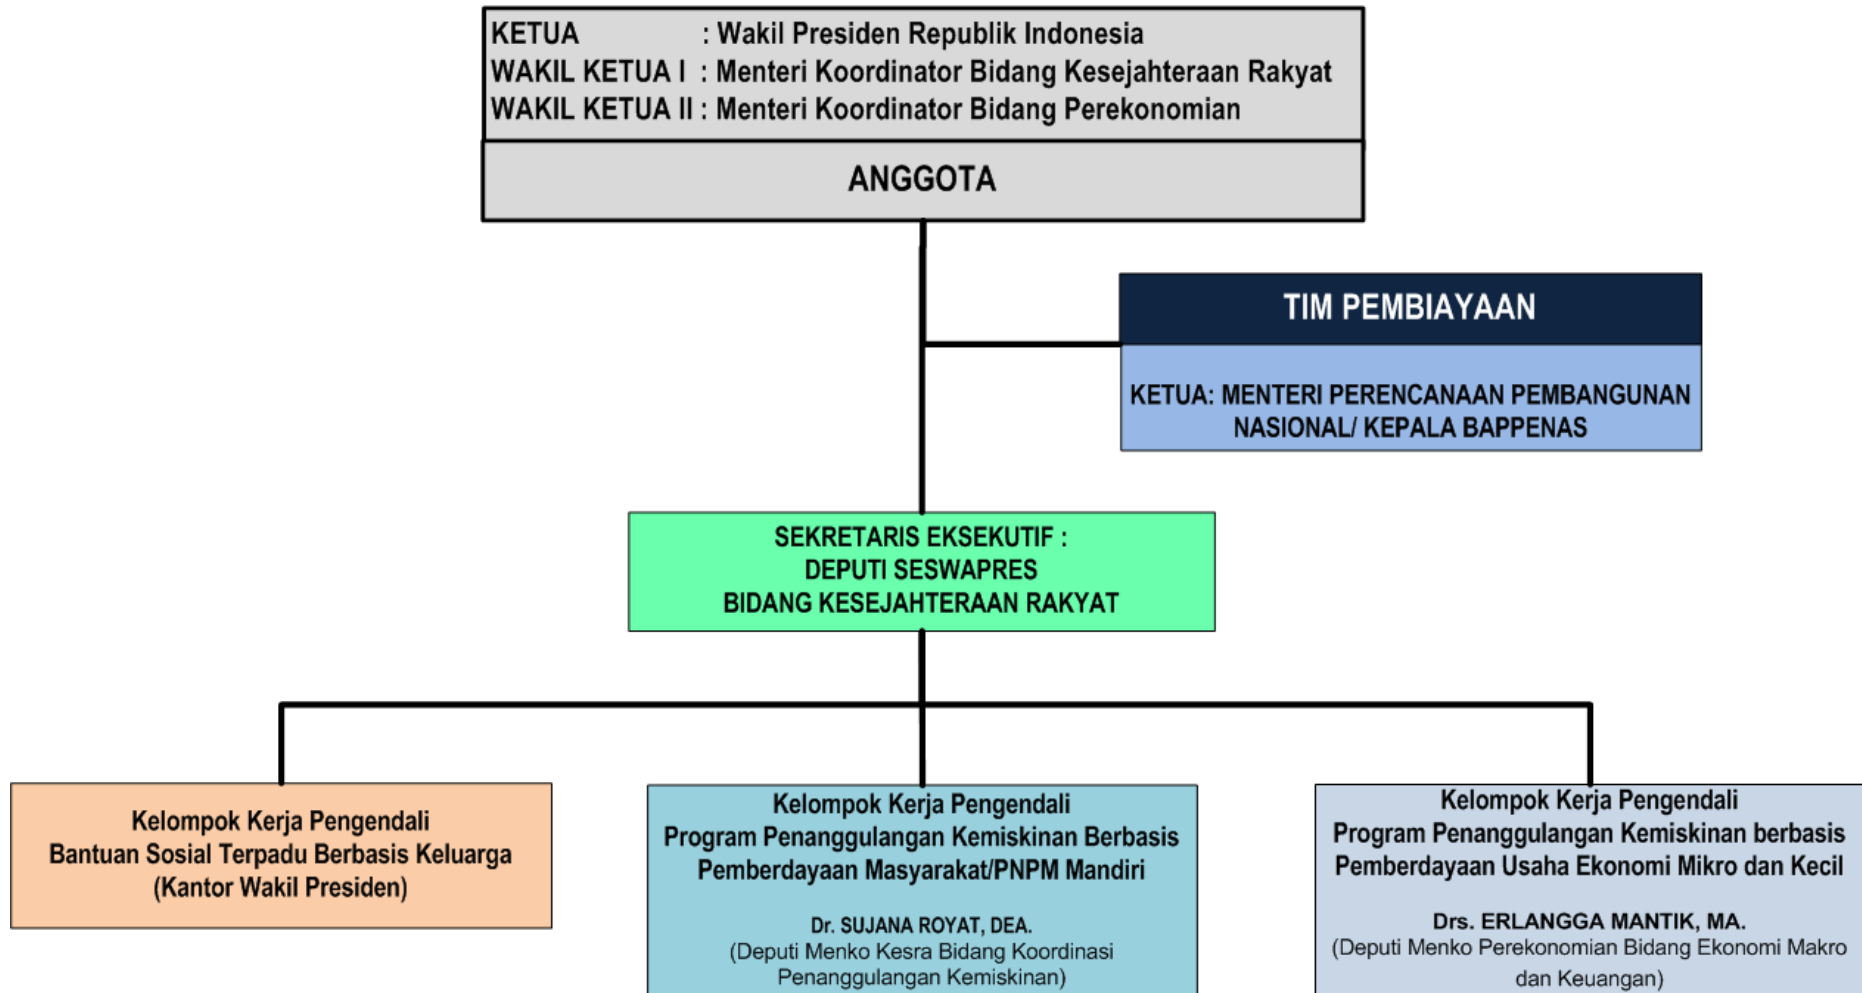 KETUA : Wakil Presiden Republik Indonesia
WAKIL KETUA I : Menteri Koordinator Bidang Kesejahteraan Rakyat
WAKIL KETUA II : Menteri Koordinator Bidang Perekonomian
ANGGOTA
TIM PEMBIAYAAN
KETUA: MENTERI PERENCANAAN PEMBANGUNAN
NASIONAL/ KEPALA BAPPENAS
SEKRETARIS EKSEKUTIF :
DEPUTI SESWAPRES
BIDANG KESEJAHTERAAN RAKYAT
Kelompok Kerja Pengendali
Bantuan Sosial Terpadu Berbasis Keluarga
(Kantor Wakil Presiden)
Kelompok Kerja Pengendali
Program Penanggulangan Kemiskinan Berbasis
Pemberdayaan Masyarakat/PNPM Mandiri
Dr. SUJANA ROYAT, DEA.
(Deputi Menko Kesra Bidang Koordinasi
Penanggulangan Kemiskinan)
Kelompok Kerja Pengendali
Program Penanggulangan Kemiskinan berbasis
Pemberdayaan Usaha Ekonomi Mikro dan Kecil
Drs. ERLANGGA MANTIK, MA.
(Deputi Menko Perekonomian Bidang Ekonomi Makro
dan Keuangan)